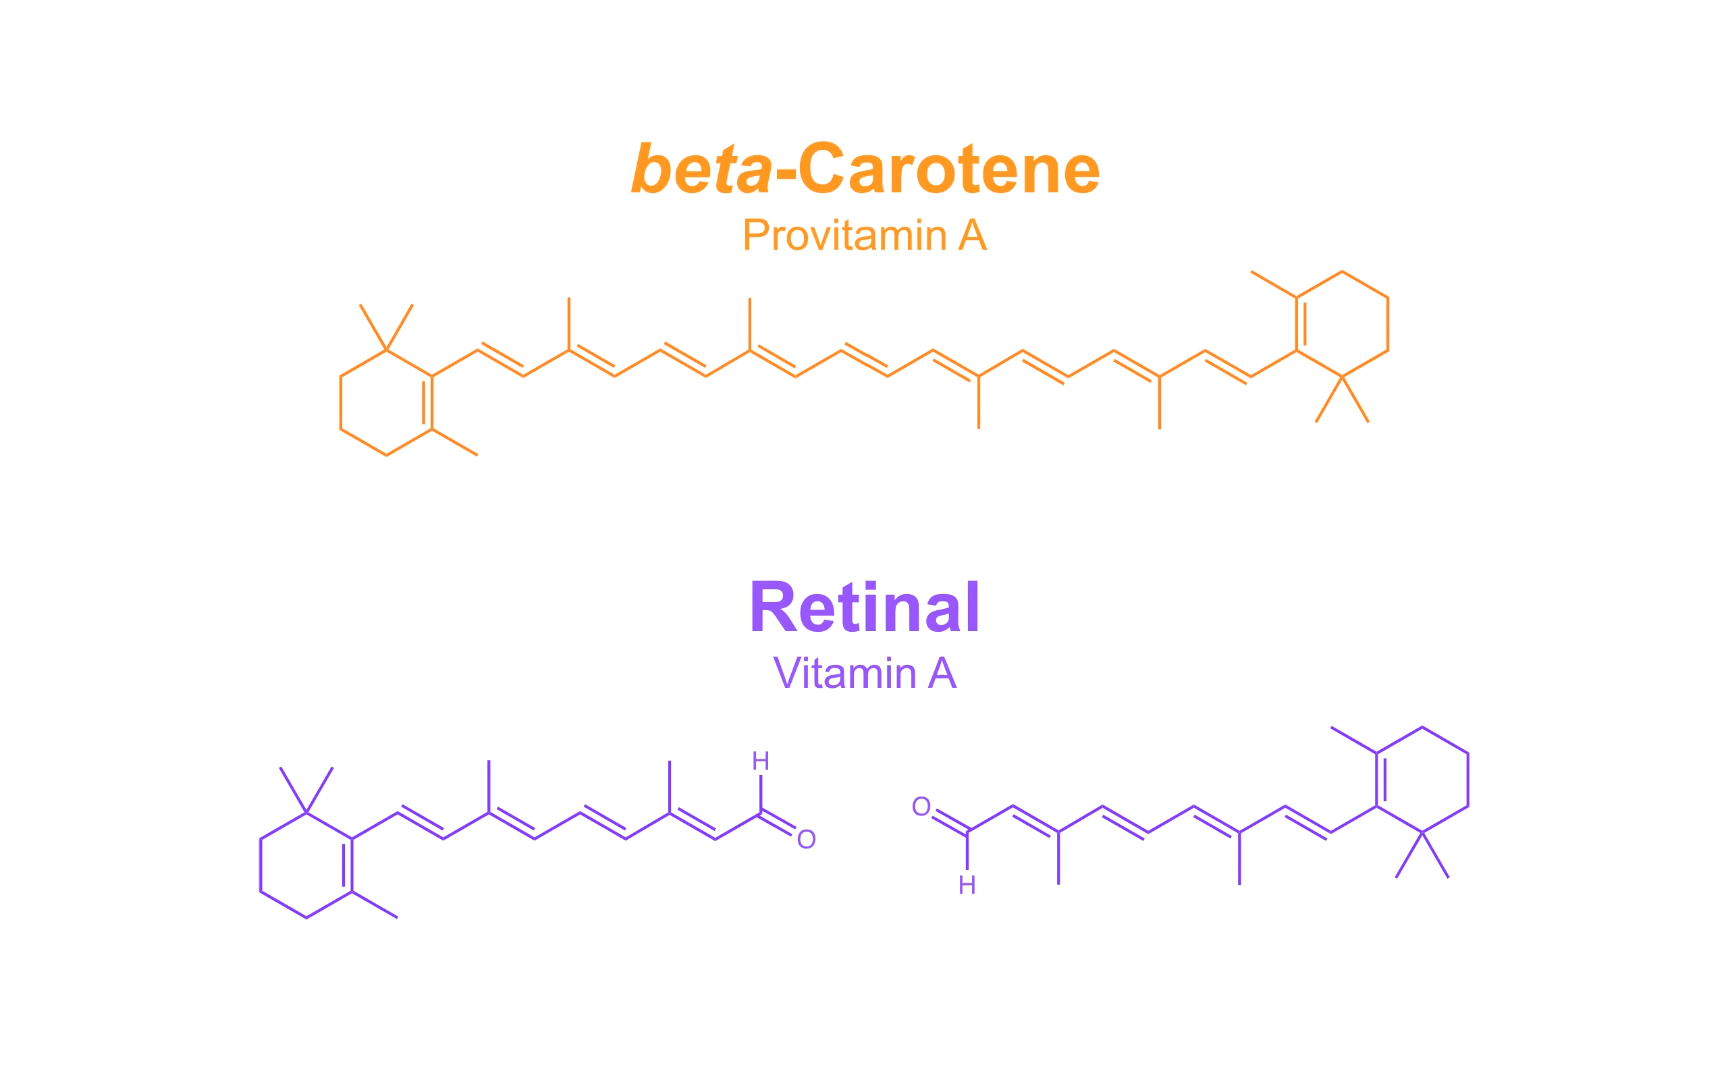 beta-Carotene
Provitamin A
Retinal
Vitamin A
H
O
O
H